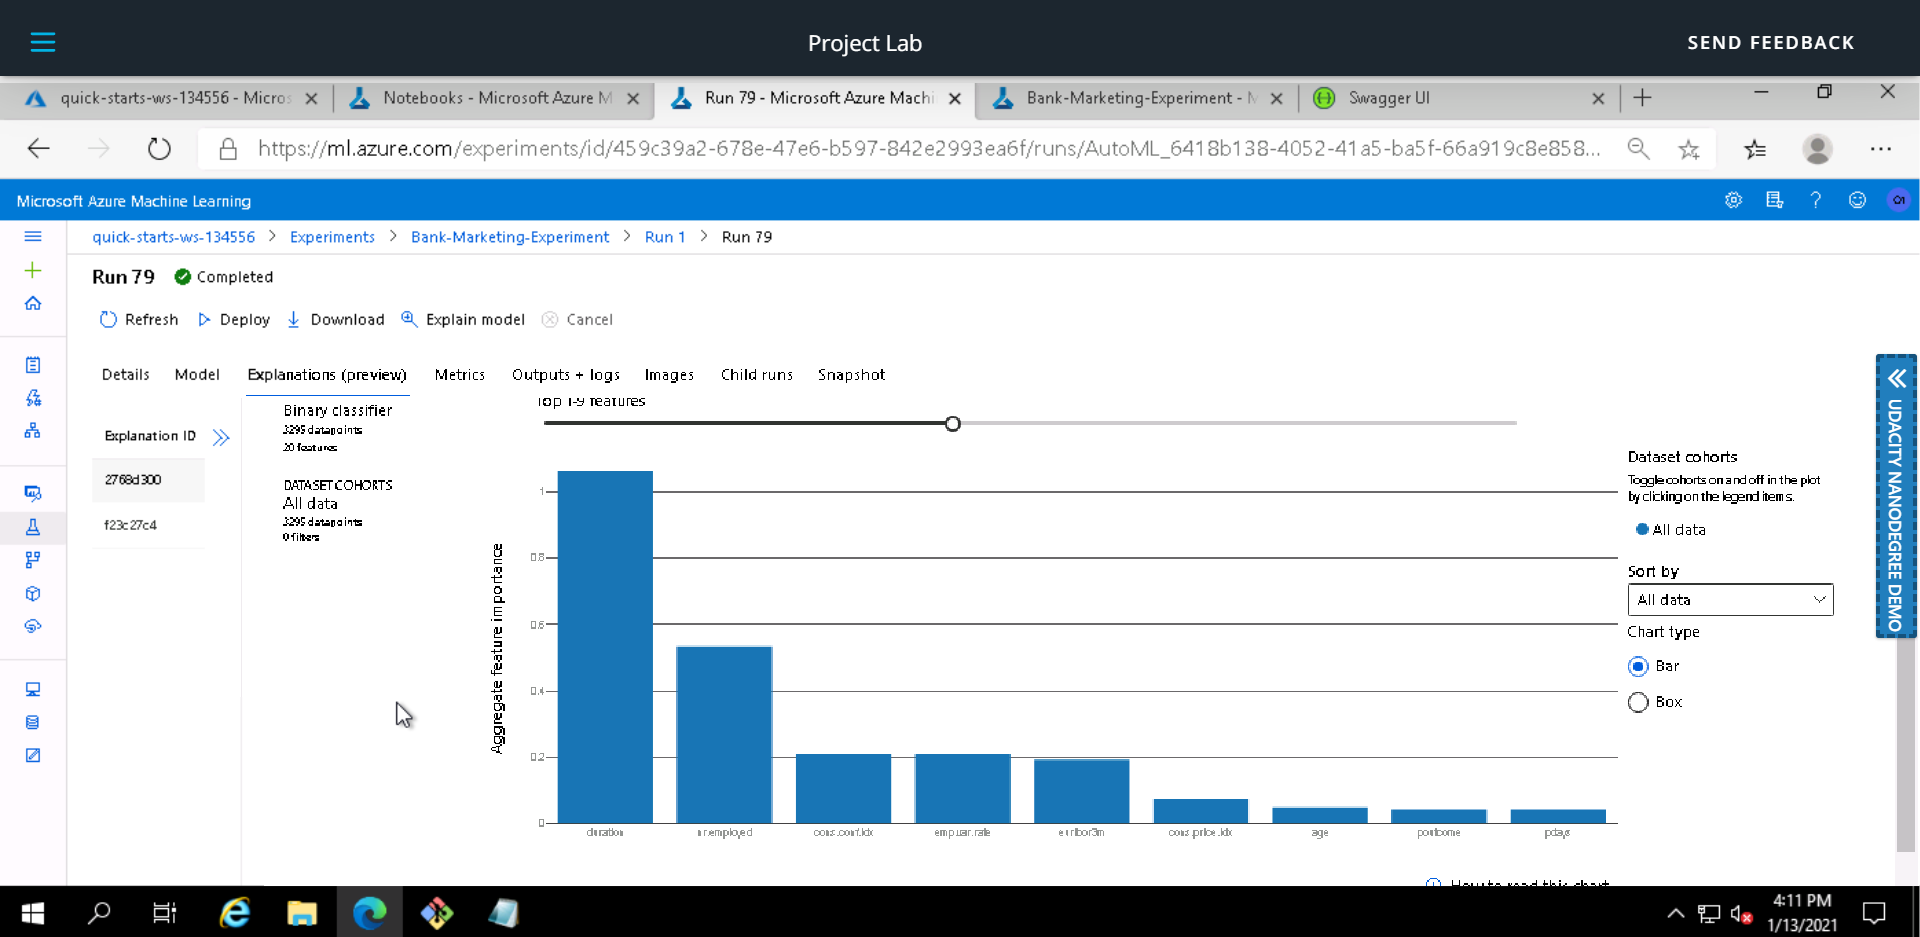 Project Lab
SEND FEEDBACK
quick-starts-ws-134556 - Micros
Notebooks - Microsoft Azure M
Run 79 - Microsoft Azure Machi
Bank-Marketing-Experiment - M
Swagger UI
https://ml.azure.com/experiments/id/459c39a2-678e-47e6-b597-842e2993ea6f/runs/AutoML_6418b138-4052-41a5-ba5f-66a919c8e858...
Microsoft Azure Machine Learning
quick-starts-ws-134556 > Experiments > Bank-Marketing-Experiment > Run 1 > Run 79
Run 79 Completed
Refresh Deploy Download Explain model Cancel
Details Model Explanations (preview) Metrics Outputs + logs Images Child runs Snapshot
Explanation ID
2768d300
f23c27c4
Binary classifier
3295 datapoints
20 features
DATASET COHORTS
All data
3295 datapoints
0 filters
Top 1-9 features
Aggregate feature importance
1
0.8
0.6
0.4
0.2
0
duration
nr.employed
cons.conf.idx
emp.var.rate
euribor3m
cons.price.idx
age
poutcome
pdays
Dataset cohorts
Toggle cohorts on and off in the plot
by clicking on the legend items.
All data
Sort by
All data
Chart type
Bar
Box
How to read this chart
UDACITY NANODEGREE DEMO
4:11 PM
1/13/2021